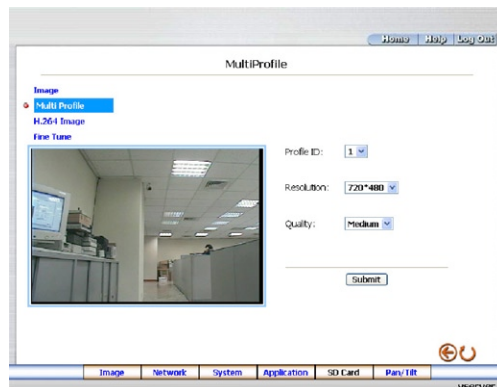 Home Help Log Out
MultiProfile
Image
Multi Profile
H.264 Image
Fine Tune
Profile ID: 1
Resolution: 720*480
Quality: Medium
Submit
Image Network System Application SD Card Pan/Tilt